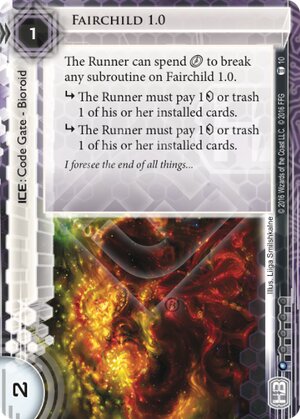 1
FAIRCHILD 1.0
ICE: Code Gate - Bioroid
The Runner can spend to break
any subroutine on Fairchild 1.0.
↳ The Runner must pay 1 or trash
1 of his or her installed cards.
↳ The Runner must pay 1 or trash
1 of his or her installed cards.
I foresee the end of all things...
10
© 2016 Wizards of the Coast LLC. © 2016 FFG
Illus. Liiga Smilshkalne
2
HB